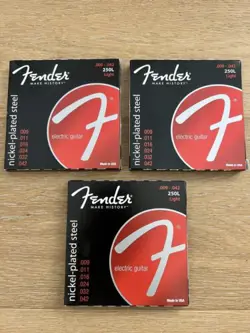 Fender
MAKE HISTORY
.009 - .042
250L
Light
nickel-plated steel
.009
.011
.016
.024
.032
.042
F
electric guitar
Made in USA
Fender
MAKE HISTORY
.009 - .042
250L
Light
nickel-plated steel
.009
.011
.016
.024
.032
.042
F
electric guitar
Made in USA
Fender
MAKE HISTORY
.009 - .042
250L
Light
nickel-plated steel
.009
.011
.016
.024
.032
.042
F
electric guitar
Made in USA